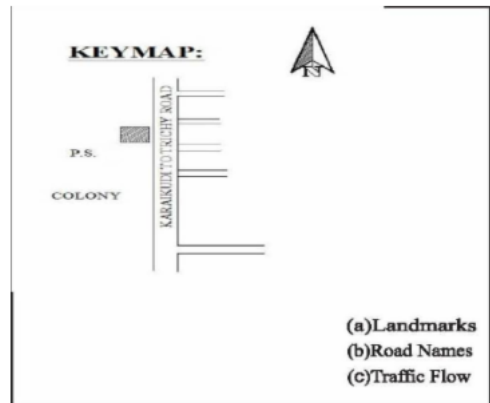 KEYMAP:
N
KARAIKUDI TO TRICHY ROAD
P.S.
COLONY
(a)Landmarks
(b)Road Names
(c)Traffic Flow